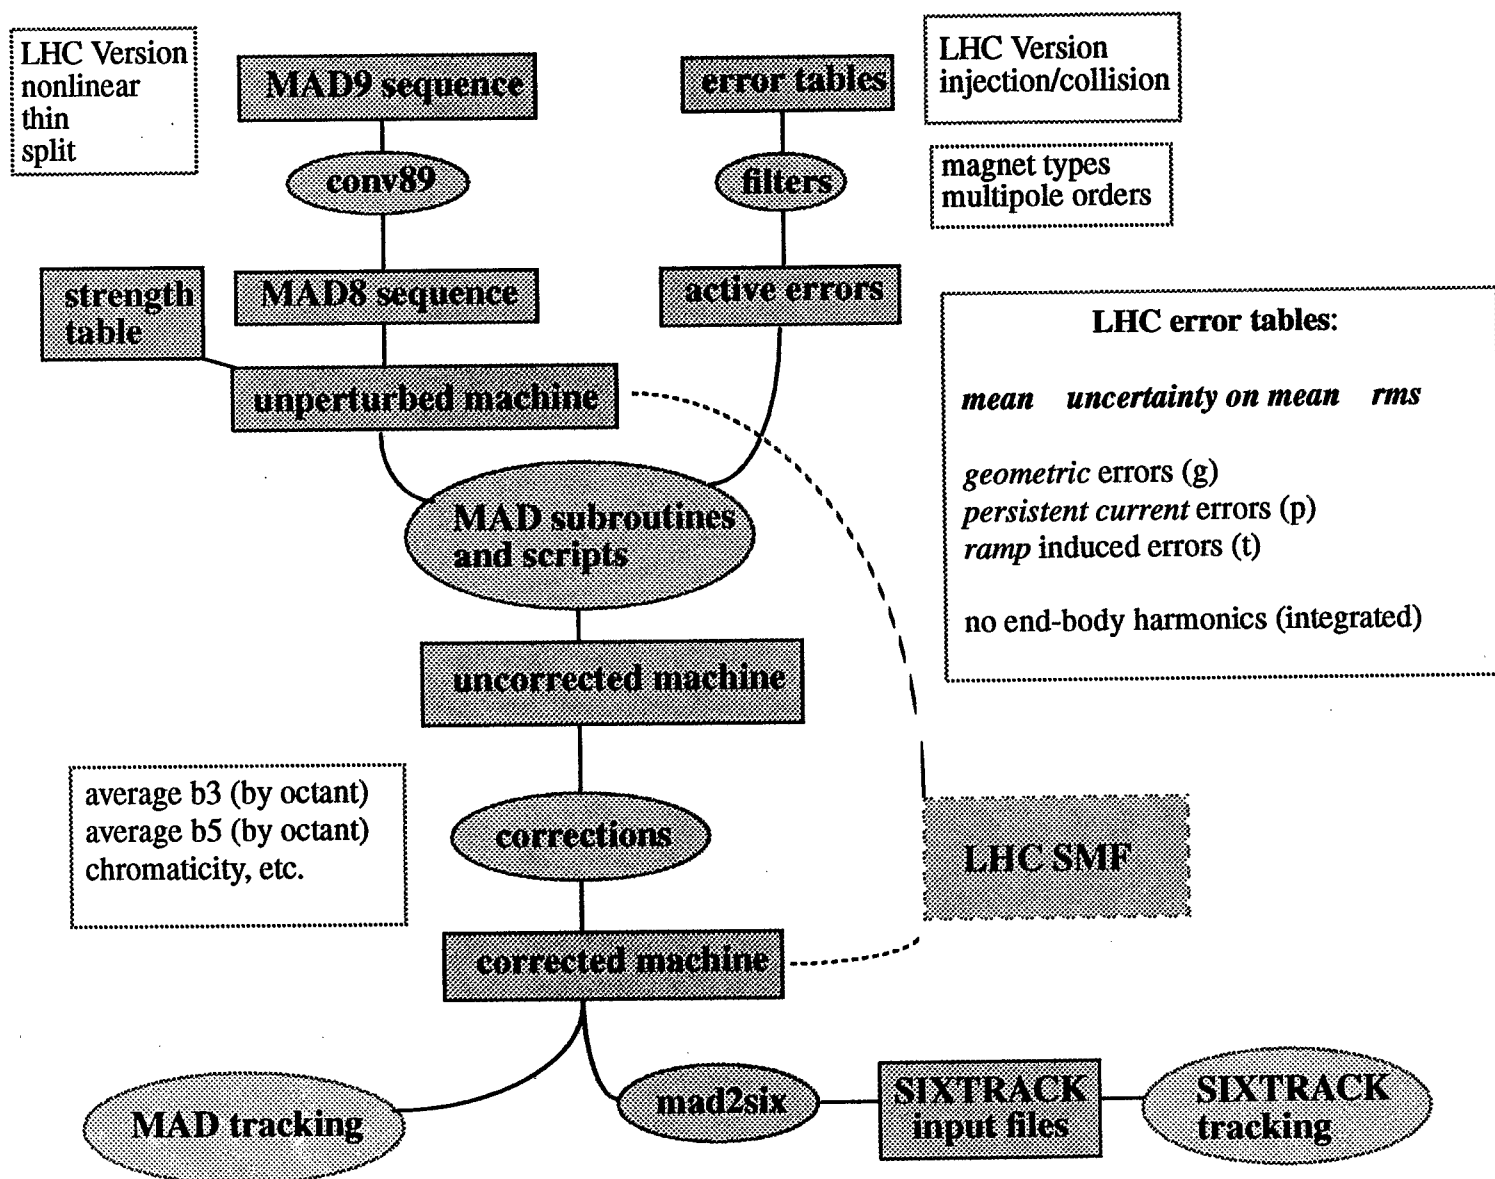 LHC Version
nonlinear
thin
split
MAD9 sequence
error tables
LHC Version
injection/collision
conv89
filters
magnet types
multipole orders
strength
table
MAD8 sequence
active errors
unperturbed machine
LHC error tables:
mean uncertainty on mean rms
geometric errors (g)
persistent current errors (p)
ramp induced errors (t)
no end-body harmonics (integrated)
MAD subroutines
and scripts
uncorrected machine
average b3 (by octant)
average b5 (by octant)
chromaticity, etc.
corrections
LHC SMF
corrected machine
MAD tracking
mad2six
SIXTRACK
input files
SIXTRACK
tracking